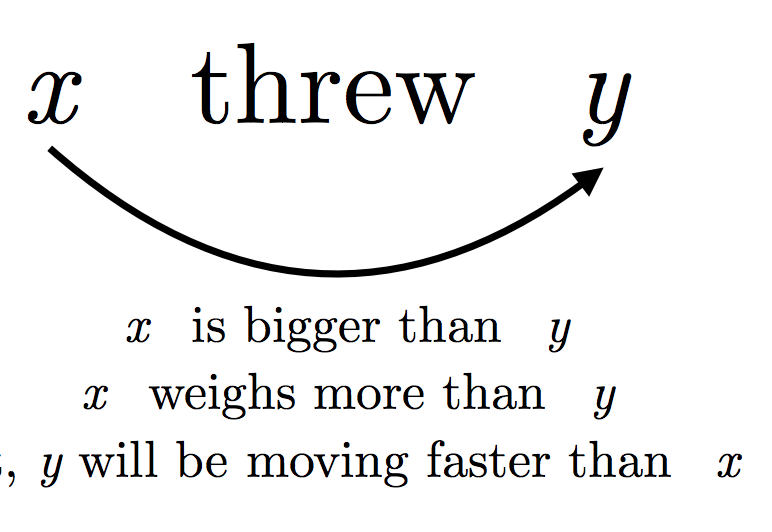 x threw y
x is bigger than y
x weighs more than y
, y will be moving faster than x